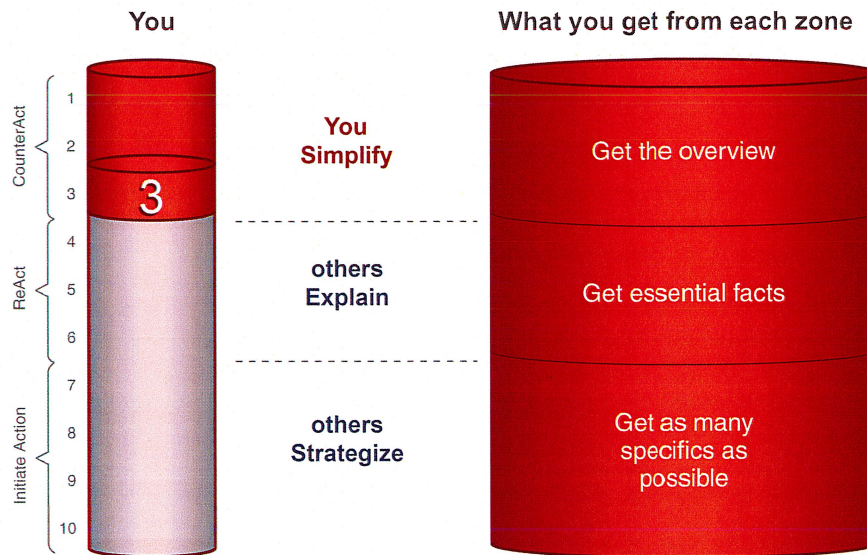 You
What you get from each zone
CounterAct
1
2
3
3
You
Simplify
Get the overview
ReAct
4
5
6
others
Explain
Get essential facts
Initiate Action
7
8
9
10
others
Strategize
Get as many
specifics as
possible